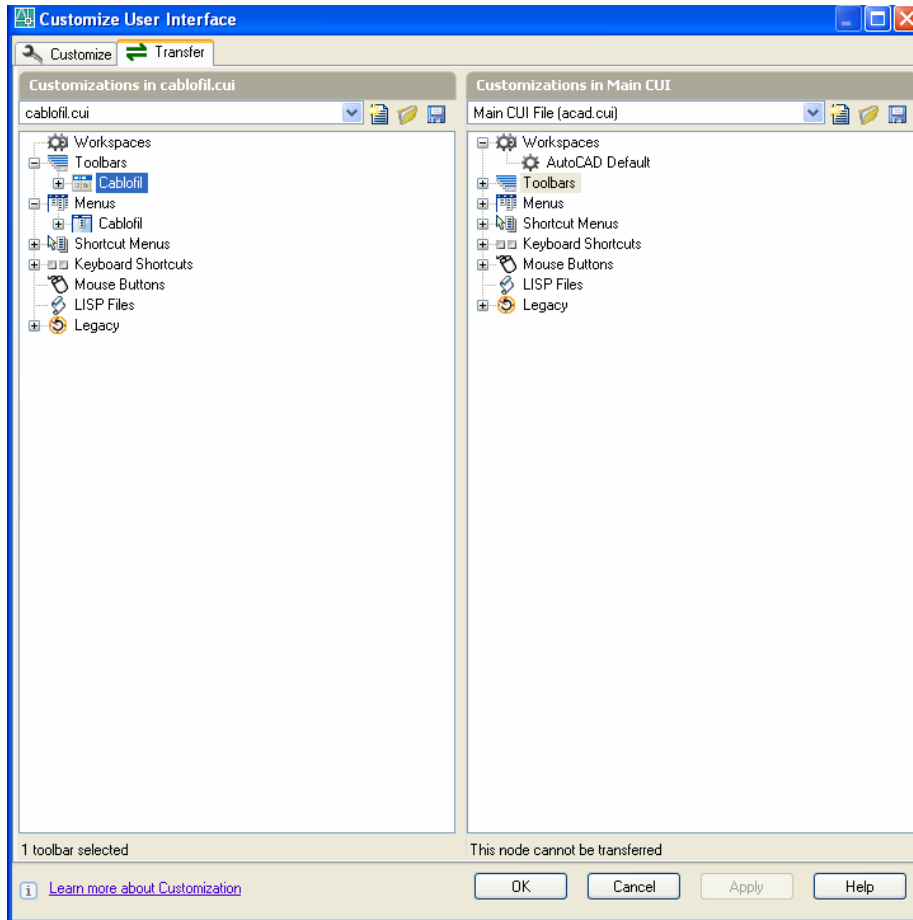 Customize User Interface
Customize
Transfer
Customizations in cablofil.cui
cablofil.cui
Workspaces
Toolbars
Cablofil
Menus
Cablofil
Shortcut Menus
Keyboard Shortcuts
Mouse Buttons
LISP Files
Legacy
1 toolbar selected
Customizations in Main CUI
Main CUI File (acad.cui)
Workspaces
AutoCAD Default
Toolbars
Menus
Shortcut Menus
Keyboard Shortcuts
Mouse Buttons
LISP Files
Legacy
This node cannot be transferred
Learn more about Customization
OK
Cancel
Apply
Help